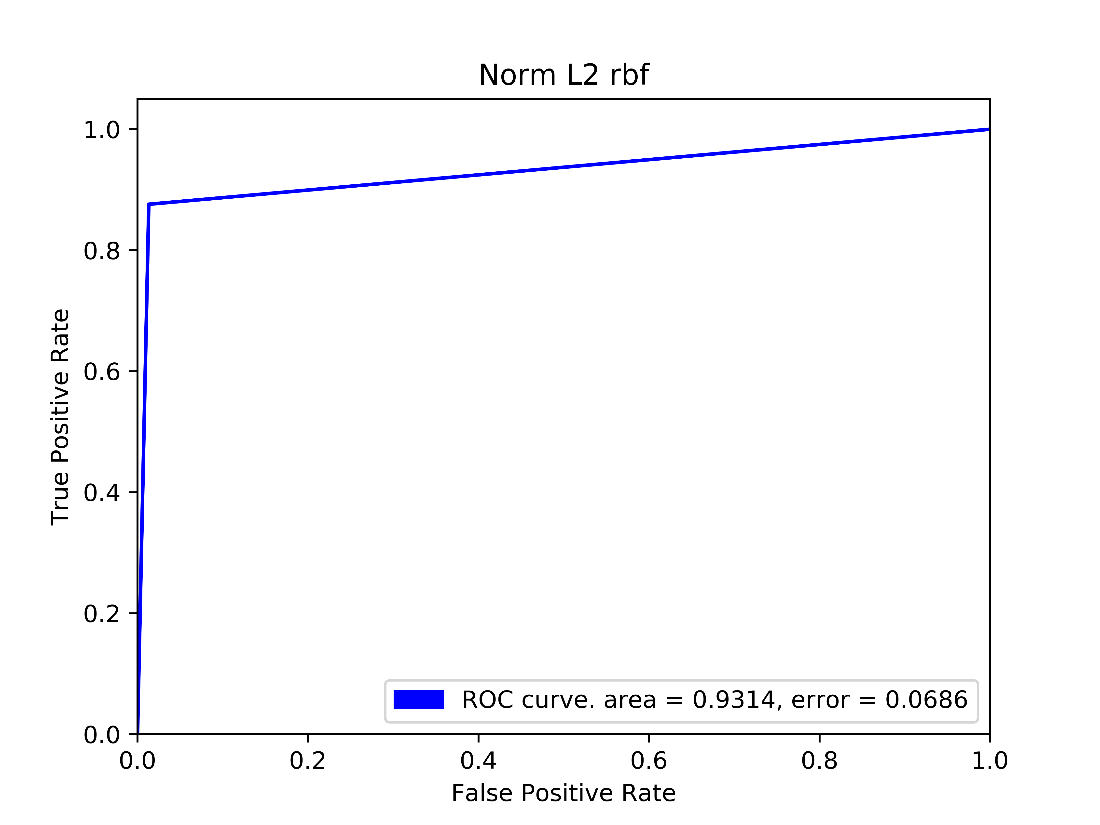 Norm L2 rbf
1.0
0.8
0.6
0.4
0.2
0.0
True Positive Rate
ROC curve. area = 0.9314, error = 0.0686
0.0 0.2 0.4 0.6 0.8 1.0
False Positive Rate